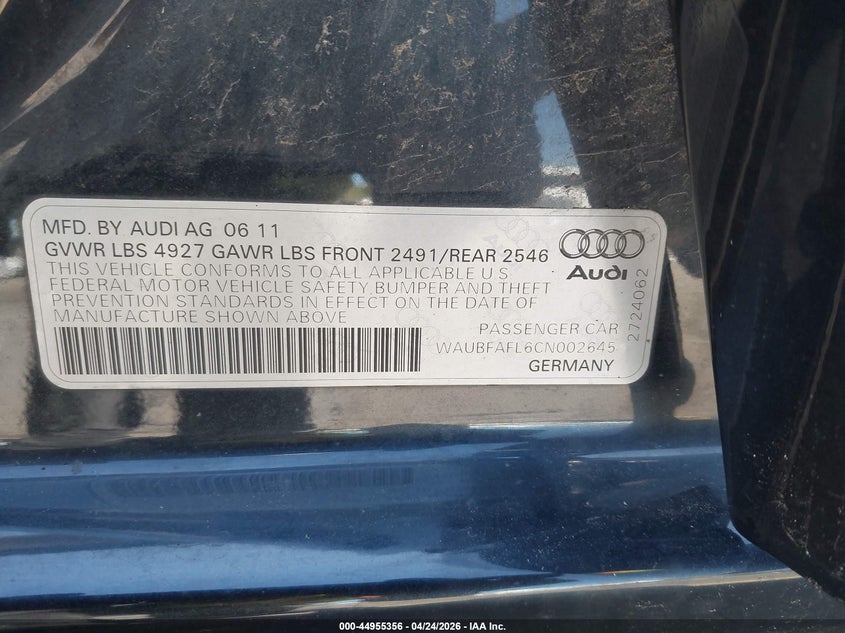 MFD. BY AUDI AG 06 11
GVWR LBS 4927 GAWR LBS FRONT 2491/REAR 2546
THIS VEHICLE CONFORMS TO ALL APPLICABLE U S
FEDERAL MOTOR VEHICLE SAFETY, BUMPER AND THEFT
PREVENTION STANDARDS IN EFFECT ON THE DATE OF
MANUFACTURE SHOWN ABOVE
Audi
2724062
PASSENGER CAR
WAUBFAFL6CN002645
GERMANY
000-44955356 - 04/24/2026 - IAA Inc.